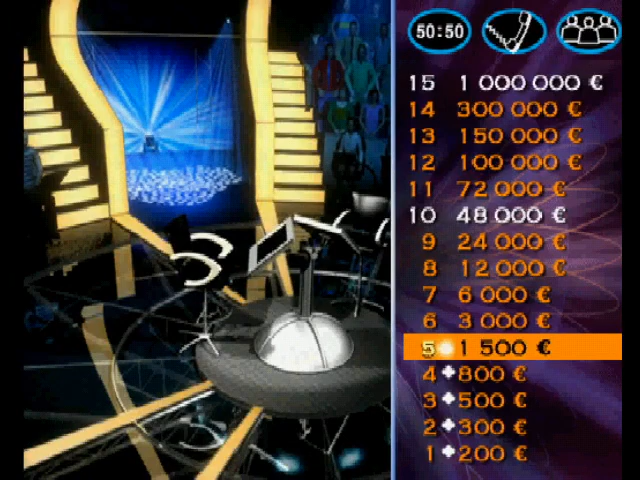 50:50
15 1 000 000 €
14 300 000 €
13 150 000 €
12 100 000 €
11 72 000 €
10 48 000 €
9 24 000 €
8 12 000 €
7 6 000 €
6 3 000 €
5 1 500 €
4 800 €
3 500 €
2 300 €
1 200 €